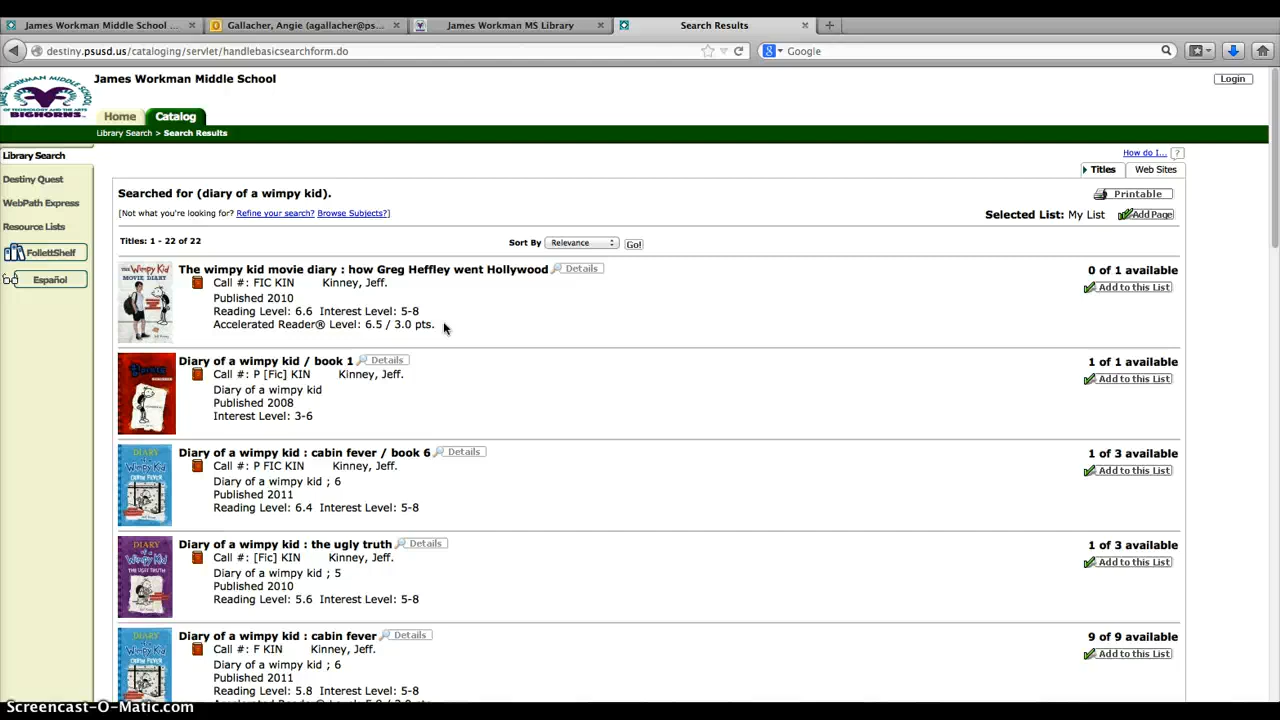 James Workman Middle School ...
Gallacher, Angie (agallacher@ps...
James Workman MS Library
Search Results
destiny.psusd.us/cataloging/servlet/handlebasicsearchform.do
Google
James Workman Middle School
Login
BIGHORNS
Home
Catalog
Library Search > Search Results
Library Search
Destiny Quest
WebPath Express
Resource Lists
FollettShelf
Español
How do I... ?
Titles
Web Sites
Searched for (diary of a wimpy kid).
Printable
[Not what you're looking for? Refine your search? Browse Subjects?]
Selected List: My List
Add Page
Titles: 1 - 22 of 22
Sort By Relevance Go!
The wimpy kid movie diary : how Greg Heffley went Hollywood Details
0 of 1 available
Call #: FIC KIN Kinney, Jeff.
Add to this List
Published 2010
Reading Level: 6.6 Interest Level: 5-8
Accelerated Reader® Level: 6.5 / 3.0 pts.
Diary of a wimpy kid / book 1 Details
1 of 1 available
Call #: P [Fic] KIN Kinney, Jeff.
Add to this List
Diary of a wimpy kid
Published 2008
Interest Level: 3-6
Diary of a wimpy kid : cabin fever / book 6 Details
1 of 3 available
Call #: P FIC KIN Kinney, Jeff.
Add to this List
Diary of a wimpy kid ; 6
Published 2011
Reading Level: 6.4 Interest Level: 5-8
Diary of a wimpy kid : the ugly truth Details
1 of 3 available
Call #: [Fic] KIN Kinney, Jeff.
Add to this List
Diary of a wimpy kid ; 5
Published 2010
Reading Level: 5.6 Interest Level: 5-8
Diary of a wimpy kid : cabin fever Details
9 of 9 available
Call #: F KIN Kinney, Jeff.
Add to this List
Diary of a wimpy kid ; 6
Published 2011
Reading Level: 5.8 Interest Level: 5-8
Screencast-O-Matic.com